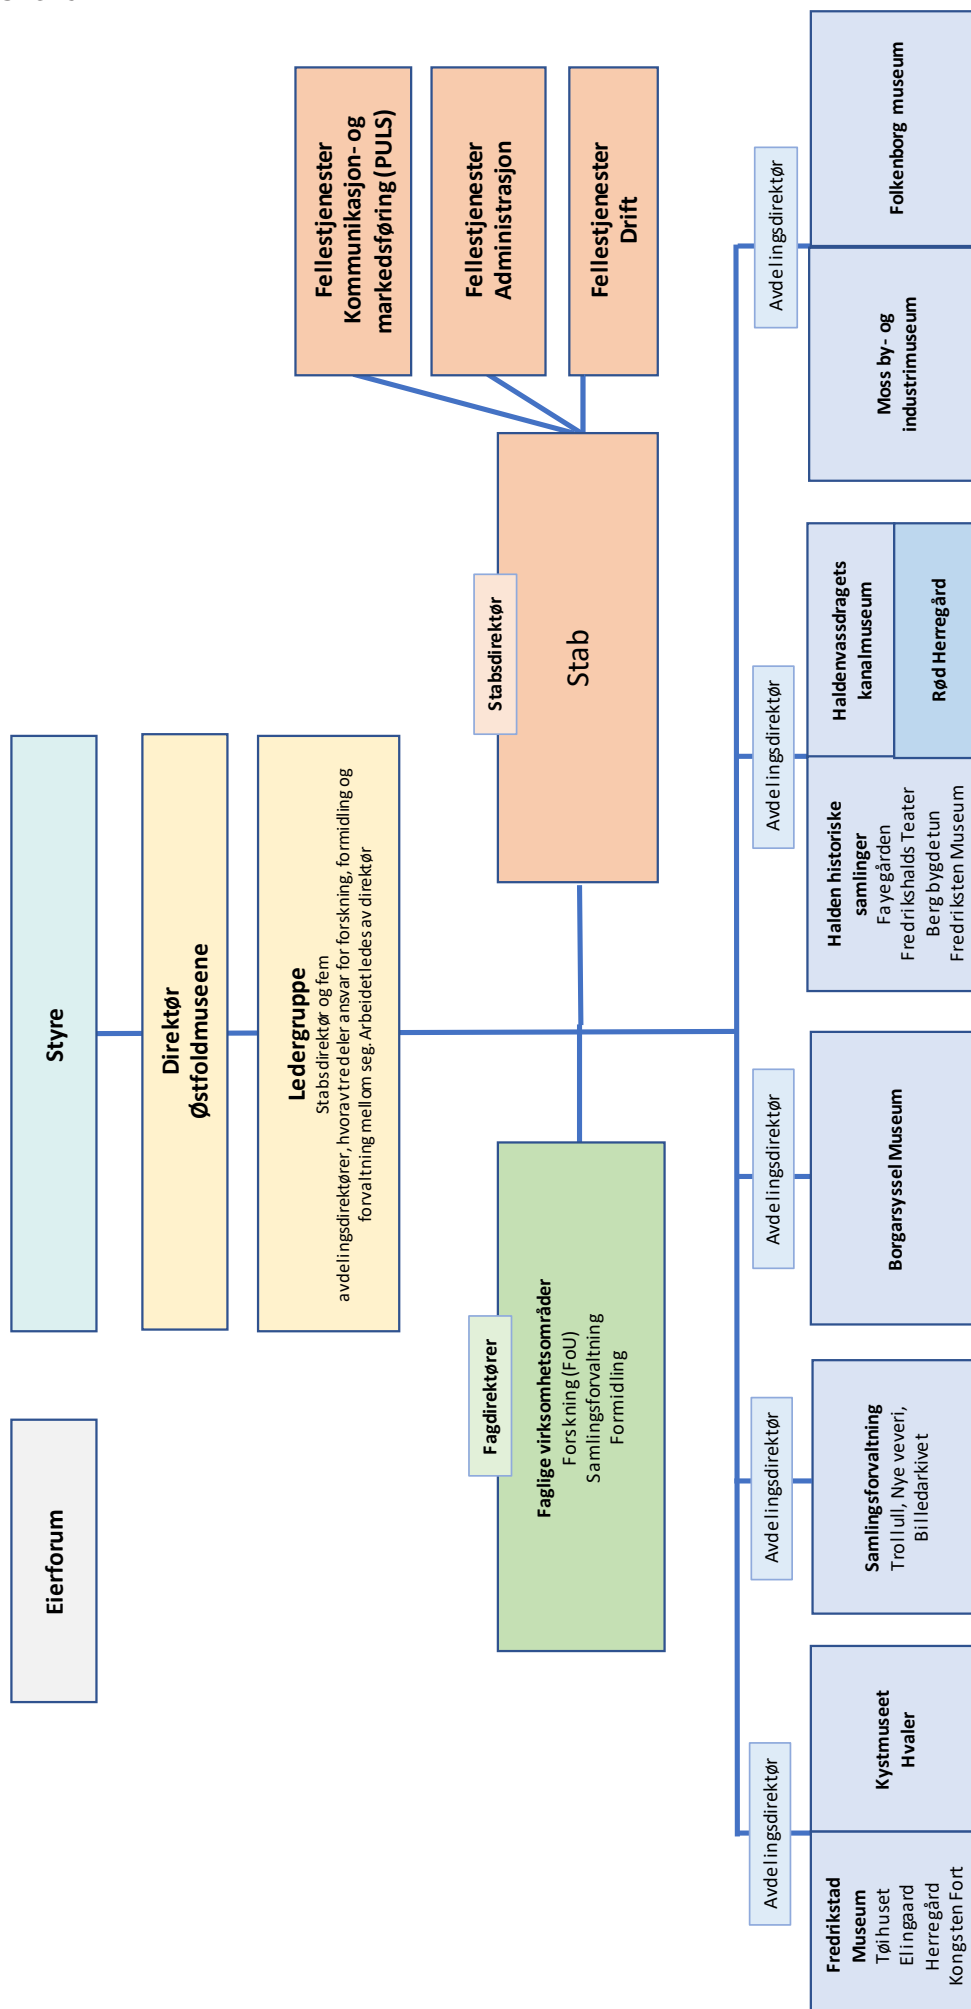 Eierforum
Styre
Direktør
Østfoldmuseene
Ledergruppe
Stabsdirektør og fem
avdelingsdirektører, hvorav tre deler ansvar for forskning, formidling og
forvaltning mellom seg. Arbeidet ledes av direktør
Fagdirektører
Faglige virksomhetsområder
Forskning (FoU)
Samlingsforvaltning
Formidling
Stabsdirektør
Stab
Fellestjenester
Kommunikasjon- og
markedsføring (PULS)
Fellestjenester
Administrasjon
Fellestjenester
Drift
Avdelingsdirektør
Fredrikstad
Museum
Tøihuset
Elingaard
Herregård
Kongsten Fort
Kystmuseet
Hvaler
Avdelingsdirektør
Samlingsforvaltning
Trollull, Nye veveri,
Billedarkivet
Avdelingsdirektør
Borgarsyssel Museum
Avdelingsdirektør
Halden historiske
samlinger
Fayegården
Fredrikshalds Teater
Berg bygdetun
Fredriksten Museum
Haldenvassdragets
kanalmuseum
Rød Herregård
Avdelingsdirektør
Moss by- og
industrimuseum
Folkenborg museum